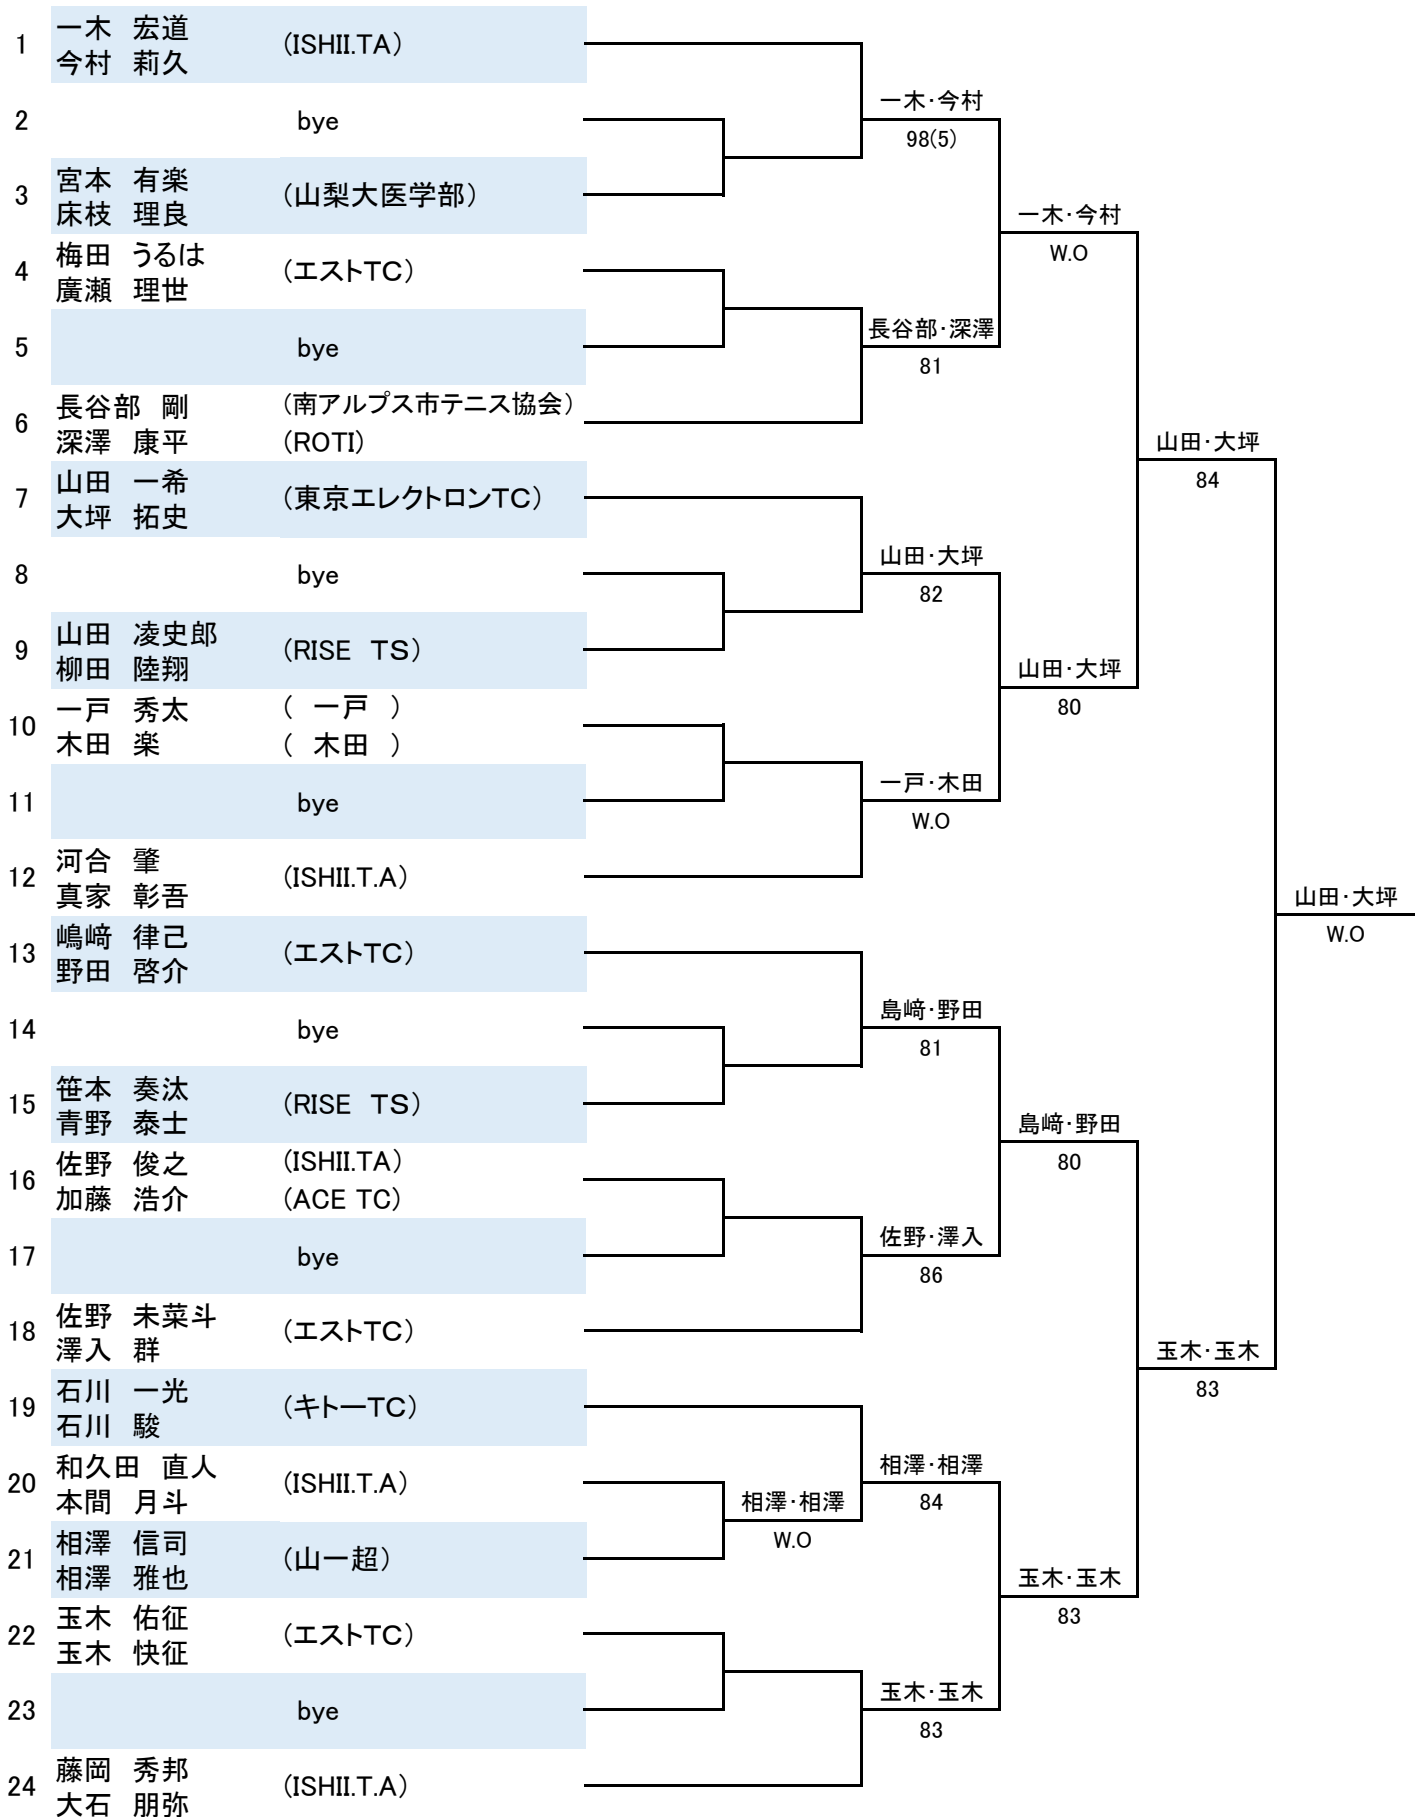 1 一木 宏道 (ISHII.TA)
今村 莉久
2 bye
3 宮本 有楽 (山梨大医学部)
床枝 理良
4 梅田 うるは (エストTC)
廣瀬 理世
5 bye
6 長谷部 剛 (南アルプス市テニス協会)
深澤 康平 (ROTI)
7 山田 一希 (東京エレクトロンTC)
大坪 拓史
8 bye
9 山田 凌史郎 (RISE TS)
柳田 陸翔
10 一戸 秀太 ( 一戸 )
木田 楽 ( 木田 )
11 bye
12 河合 肇 (ISHII.T.A)
真家 彰吾
13 嶋﨑 律己 (エストTC)
野田 啓介
14 bye
15 笹本 奏汰 (RISE TS)
青野 泰士
16 佐野 俊之 (ISHII.TA)
加藤 浩介 (ACE TC)
17 bye
18 佐野 未菜斗 (エストTC)
澤入 群
19 石川 一光 (キトーTC)
石川 駿
20 和久田 直人 (ISHII.T.A)
本間 月斗
21 相澤 信司 (山一超)
相澤 雅也
22 玉木 佑征 (エストTC)
玉木 快征
23 bye
24 藤岡 秀邦 (ISHII.T.A)
大石 朋弥
相澤・相澤
W.O
一木・今村
98(5)
長谷部・深澤
81
山田・大坪
82
一戸・木田
W.O
島﨑・野田
81
佐野・澤入
86
相澤・相澤
84
玉木・玉木
83
一木・今村
W.O
山田・大坪
80
島﨑・野田
80
玉木・玉木
83
山田・大坪
84
玉木・玉木
83
山田・大坪
W.O